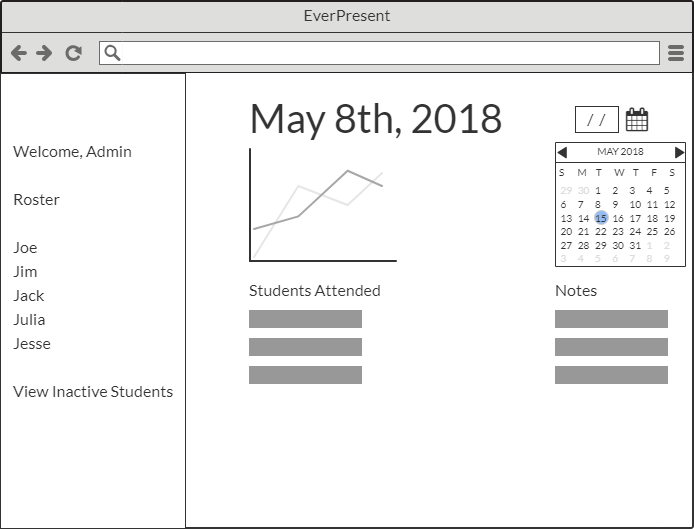 EverPresent
Welcome, Admin
Roster
Joe
Jim
Jack
Julia
Jesse
View Inactive Students
May 8th, 2018
/ /
MAY 2018
S M T W T F S
29 30 1 2 3 4 5
6 7 8 9 10 11 12
13 14 15 16 17 18 19
20 21 22 23 24 25 26
27 28 29 30 31 1 2
3 4 5 6 7 8 9
Students Attended
Notes